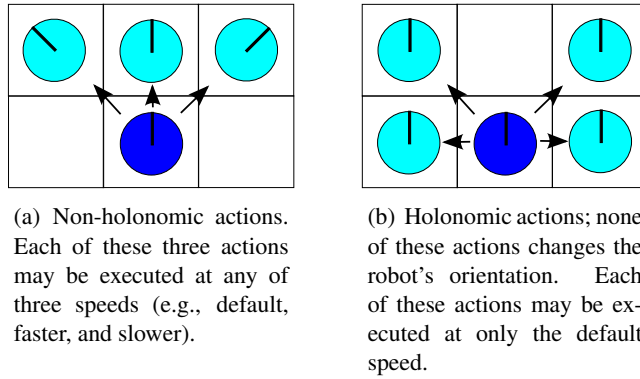 (a) Non-holonomic actions.
Each of these three actions
may be executed at any of
three speeds (e.g., default,
faster, and slower).
(b) Holonomic actions; none
of these actions changes the
robot's orientation. Each
of these actions may be ex-
ecuted at only the default
speed.